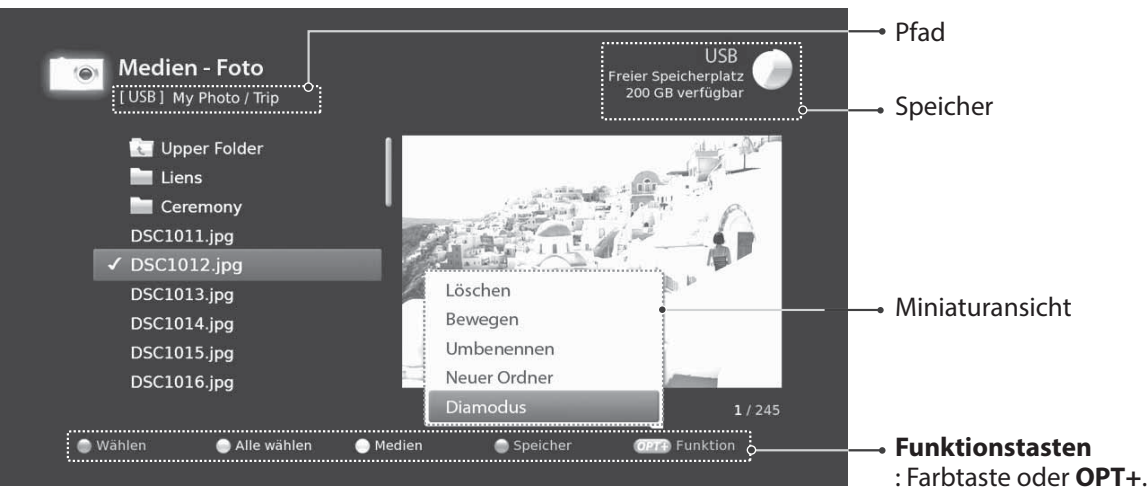 Pfad
Medien - Foto
[ USB ] My Photo / Trip
USB
Freier Speicherplatz
200 GB verfügbar
Speicher
Upper Folder
Liens
Ceremony
DSC1011.jpg
✓ DSC1012.jpg
DSC1013.jpg
DSC1014.jpg
DSC1015.jpg
DSC1016.jpg
Löschen
Bewegen
Umbenennen
Neuer Ordner
Diamodus
Miniaturansicht
1 / 245
Wählen Alle wählen Medien Speicher OPT+ Funktion
Funktionstasten
: Farbtaste oder OPT+.